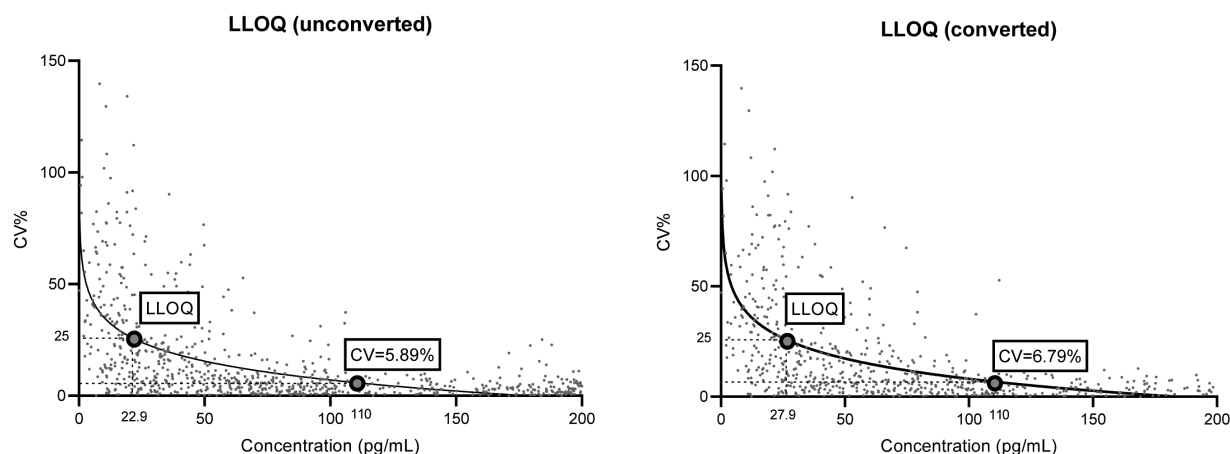 LLOQ (unconverted)
150
100
50
25
0
CV%
LLOQ
CV=5.89%
0
22.9
50
100
110
150
200
Concentration (pg/mL)
LLOQ (converted)
150
100
50
25
0
CV%
LLOQ
CV=6.79%
0
27.9
50
100
110
150
200
Concentration (pg/mL)